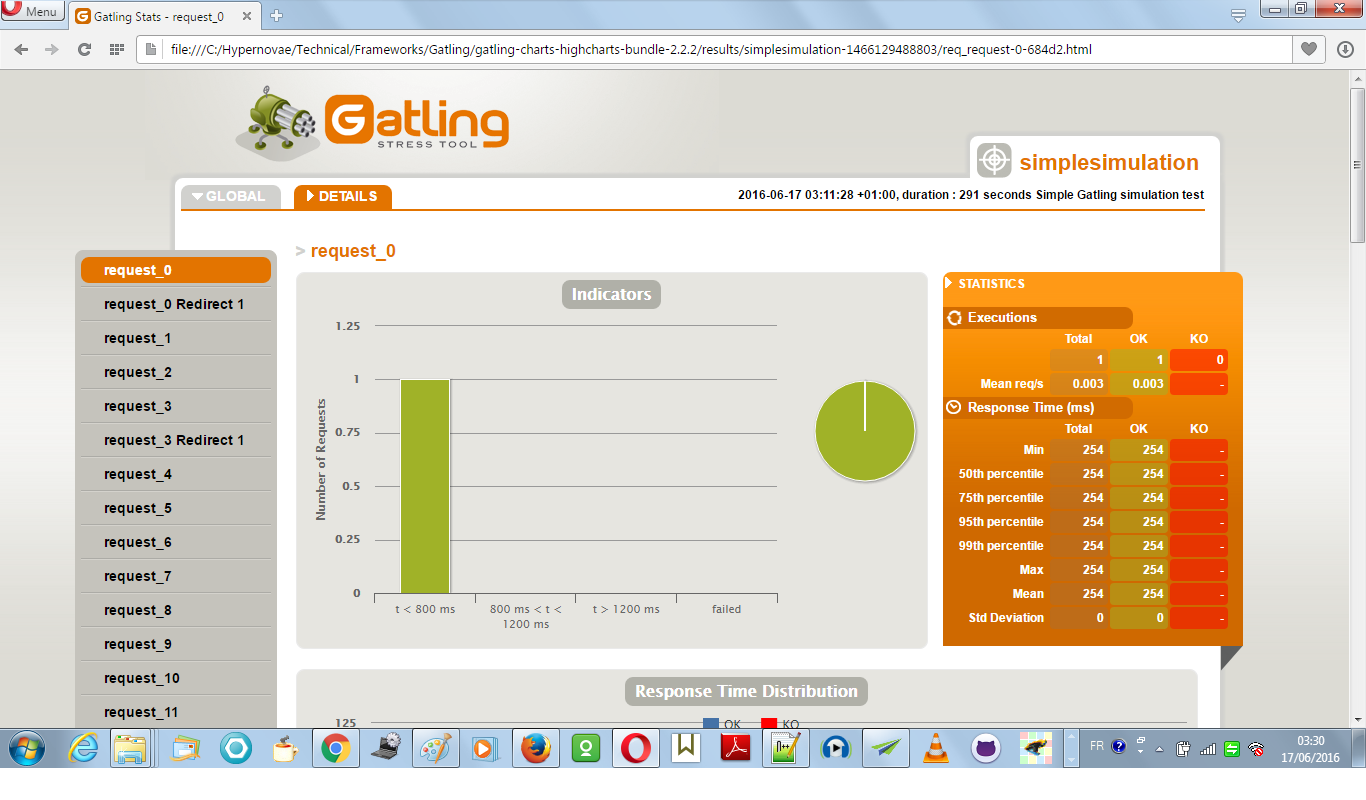 Menu
Gatling Stats - request_0
file:///C:/Hypernovae/Technical/Frameworks/Gatling/gatling-charts-highcharts-bundle-2.2.2/results/simplesimulation-1466129488803/req_request-0-684d2.html
Gatling
STRESS TOOL
simplesimulation
GLOBAL
DETAILS
2016-06-17 03:11:28 +01:00, duration : 291 seconds Simple Gatling simulation test
> request_0
request_0
request_0 Redirect 1
request_1
request_2
request_3
request_3 Redirect 1
request_4
request_5
request_6
request_7
request_8
request_9
request_10
request_11
Indicators
1.25
1
0.75
0.5
0.25
0
Number of Requests
t < 800 ms
800 ms < t <
1200 ms
t > 1200 ms
failed
STATISTICS
Executions
Total OK KO
1 1 0
Mean req/s 0.003 0.003 -
Response Time (ms)
Total OK KO
Min 254 254 -
50th percentile 254 254 -
75th percentile 254 254 -
95th percentile 254 254 -
99th percentile 254 254 -
Max 254 254 -
Mean 254 254 -
Std Deviation 0 0 -
Response Time Distribution
125
OK KO
FR
03:30
17/06/2016